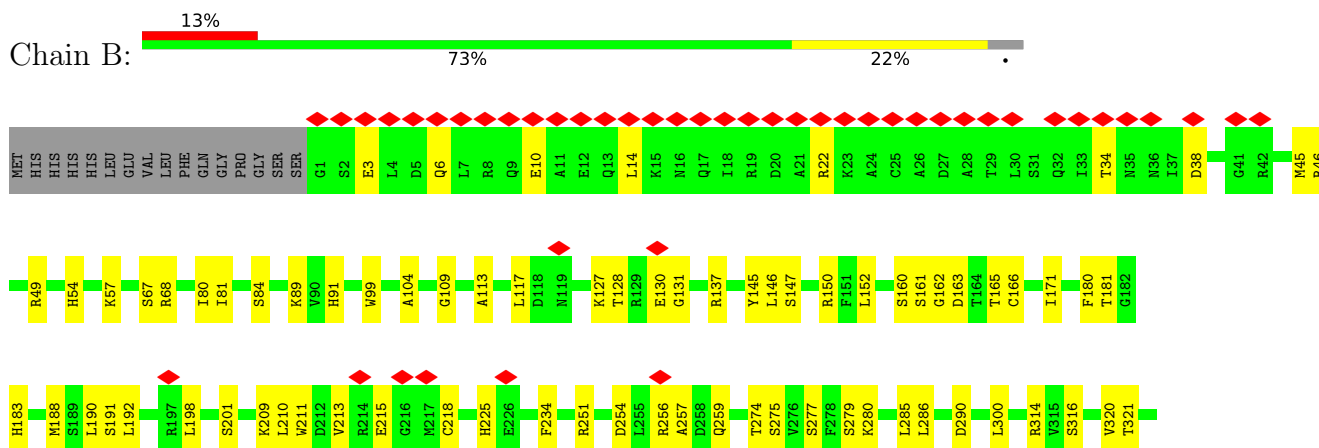 13%
Chain B:
73% 22% •
MET HIS HIS HIS HIS LEU GLU VAL LEU PHE GLN GLY PRO GLY SER SER G1 S2 E3 L4 D5 Q6 L7 R8 Q9 E10 A11 E12 Q13 L14 K15 N16 Q17 I18 R19 D20 A21 R22 K23 A24 C25 A26 D27 A28 T29 L30 S31 Q32 I33 T34 N35 N36 I37 D38 G41 R42 M45 R46
R49 H54 K57 S67 R68 I80 I81 S84 K89 V90 H91 W99 A104 G109 A113 L117 D118 N119 K127 T128 R129 E130 G131 R137 Y145 L146 S147 R150 F151 L152 S160 S161 G162 D163 T164 T165 C166 I171 F180 T181 G182
H183 M188 S189 L190 S191 L192 R197 L198 S201 K209 L210 W211 D212 V213 R214 E215 G216 M217 C218 H225 E226 F234 R251 D254 L255 R256 A257 D258 Q259 T274 S275 V276 S277 F278 S279 K280 L285 L286 D290 L300 R314 V315 S316 V320 T321